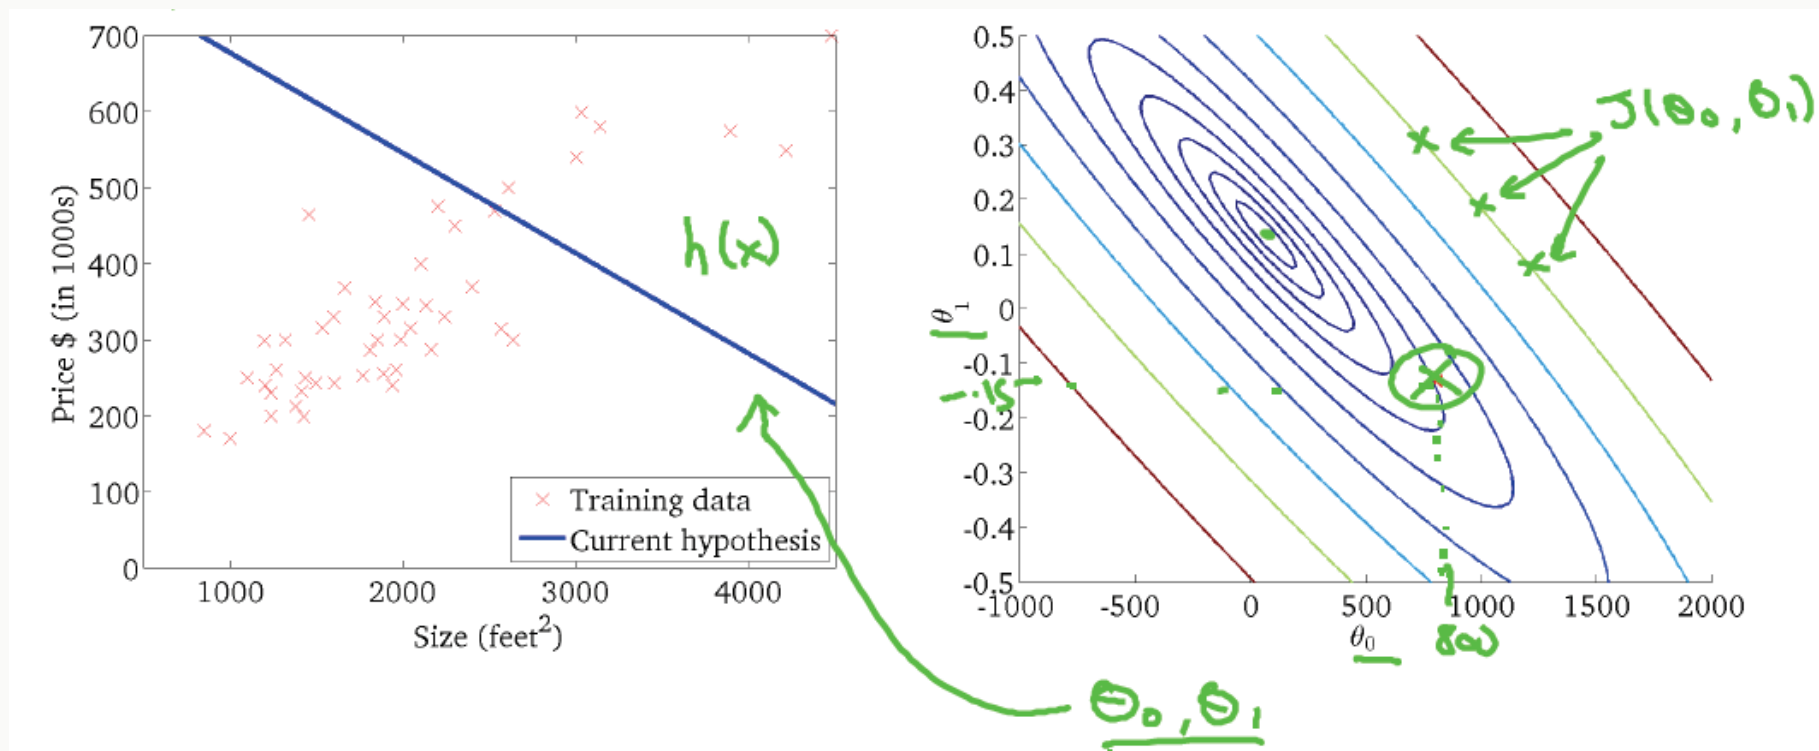 700
600
500
400
300
200
100
0
Price $ (in 1000s)
1000 2000 3000 4000
Size (feet²)
h(x)
Training data
Current hypothesis
0.5
0.4
0.3
0.2
0.1
0
-0.1
-0.2
-0.3
-0.4
-0.5
θ₁
-.15
-1000 -500 0 500 1000 1500 2000
θ₀
800
J(θ₀, θ₁)
θ₀, θ₁